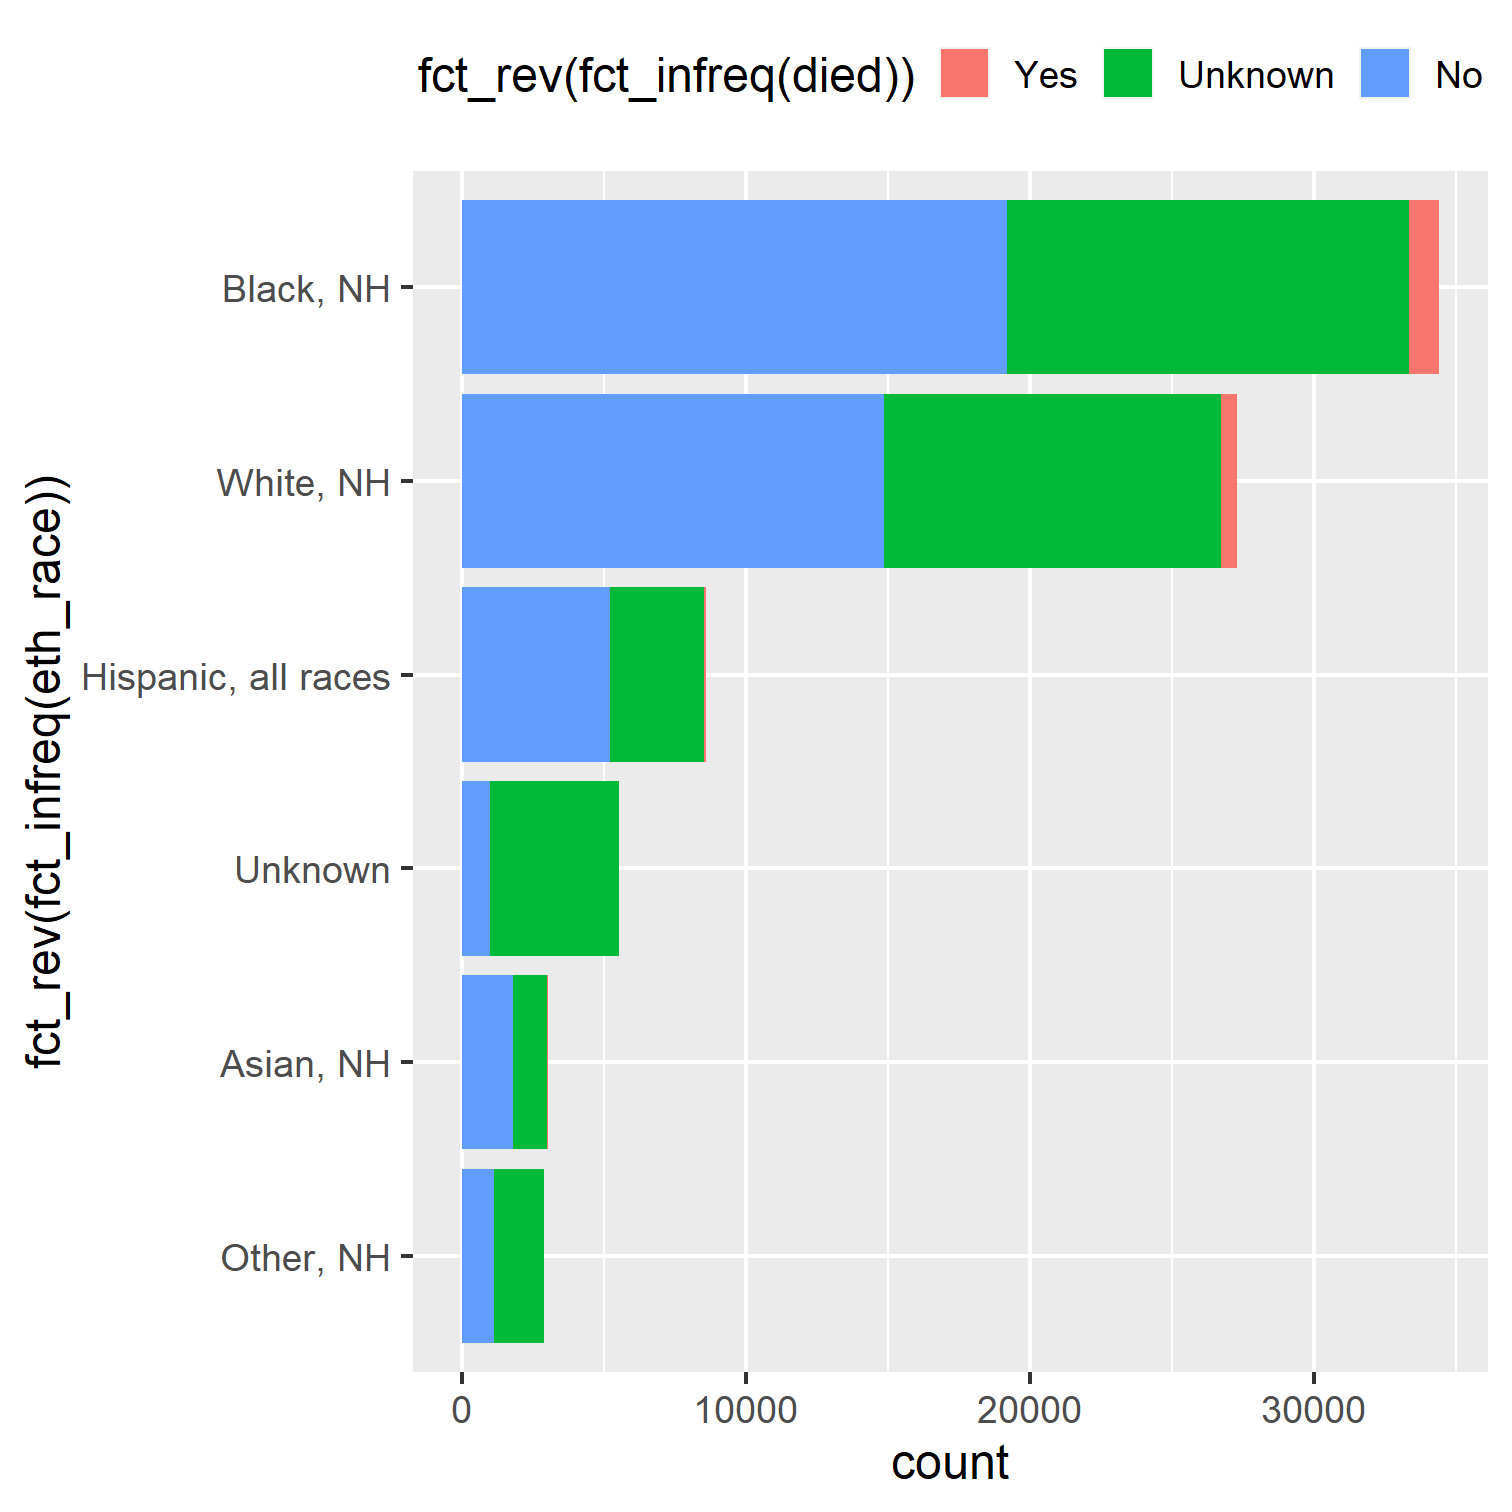 fct_rev(fct_infreq(died)) Yes Unknown No
fct_rev(fct_infreq(eth_race))
Black, NH
White, NH
Hispanic, all races
Unknown
Asian, NH
Other, NH
0 10000 20000 30000
count